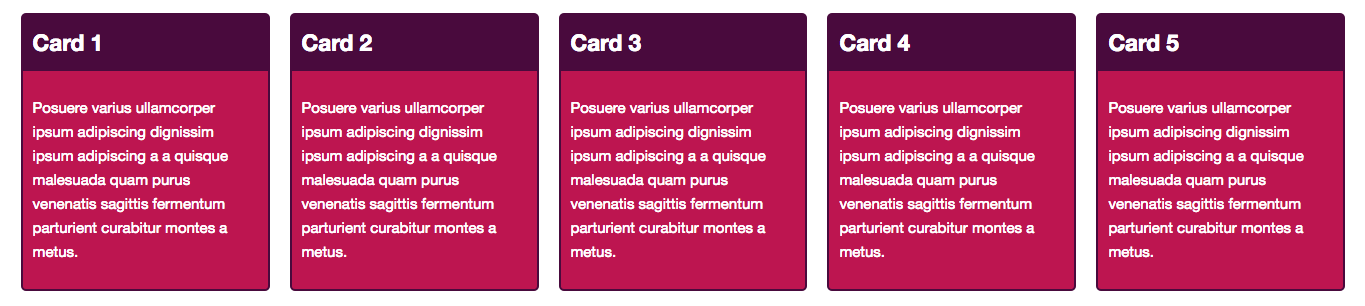 Card 1
Posuere varius ullamcorper
ipsum adipiscing dignissim
ipsum adipiscing a a quisque
malesuada quam purus
venenatis sagittis fermentum
parturient curabitur montes a
metus.
Card 2
Posuere varius ullamcorper
ipsum adipiscing dignissim
ipsum adipiscing a a quisque
malesuada quam purus
venenatis sagittis fermentum
parturient curabitur montes a
metus.
Card 3
Posuere varius ullamcorper
ipsum adipiscing dignissim
ipsum adipiscing a a quisque
malesuada quam purus
venenatis sagittis fermentum
parturient curabitur montes a
metus.
Card 4
Posuere varius ullamcorper
ipsum adipiscing dignissim
ipsum adipiscing a a quisque
malesuada quam purus
venenatis sagittis fermentum
parturient curabitur montes a
metus.
Card 5
Posuere varius ullamcorper
ipsum adipiscing dignissim
ipsum adipiscing a a quisque
malesuada quam purus
venenatis sagittis fermentum
parturient curabitur montes a
metus.